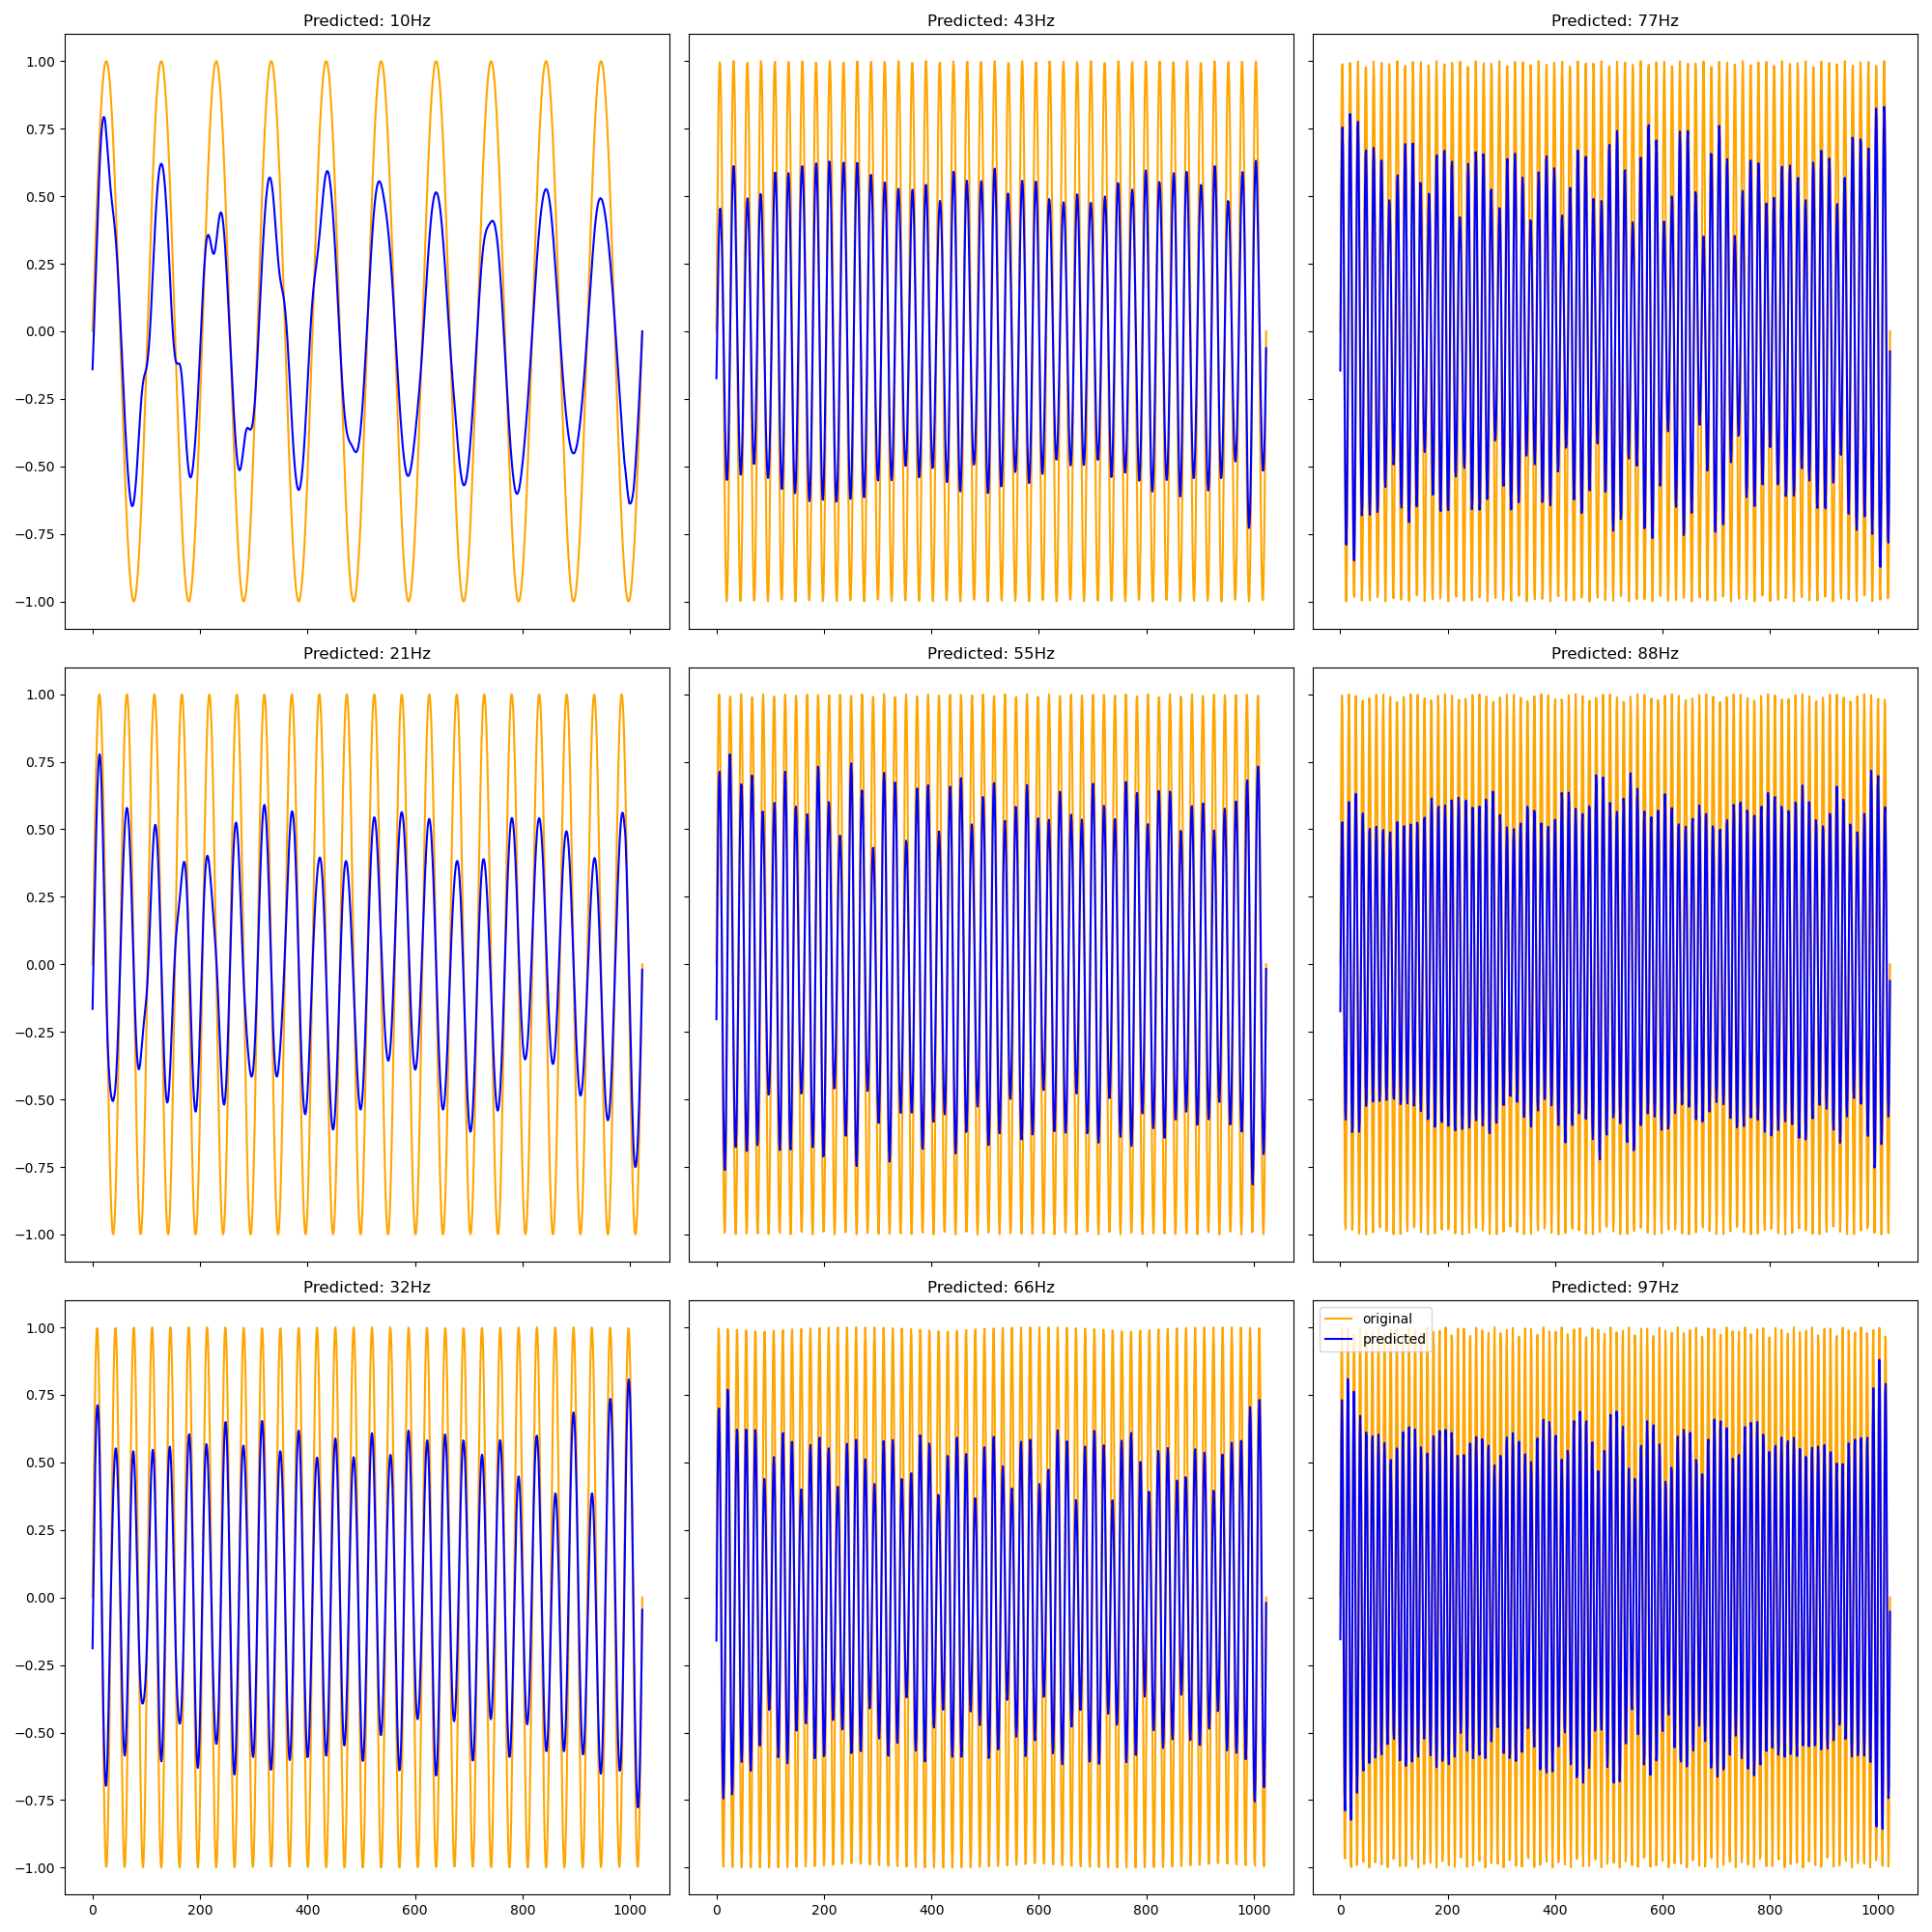 Predicted: 10Hz
Predicted: 43Hz
Predicted: 77Hz
1.00
0.75
0.50
0.25
0.00
−0.25
−0.50
−0.75
−1.00
Predicted: 21Hz
Predicted: 55Hz
Predicted: 88Hz
1.00
0.75
0.50
0.25
0.00
−0.25
−0.50
−0.75
−1.00
Predicted: 32Hz
Predicted: 66Hz
Predicted: 97Hz
original
predicted
1.00
0.75
0.50
0.25
0.00
−0.25
−0.50
−0.75
−1.00
0 200 400 600 800 1000
0 200 400 600 800 1000
0 200 400 600 800 1000